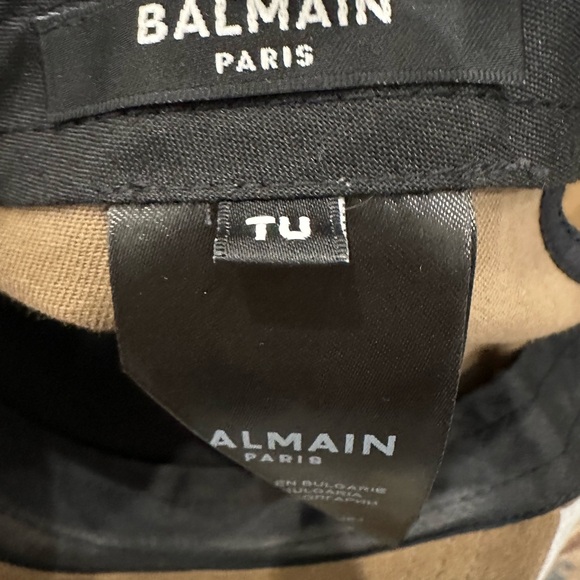 BALMAIN
PARIS
TU
ALMAIN
PARIS
EN BULGARIE
BULGARIA